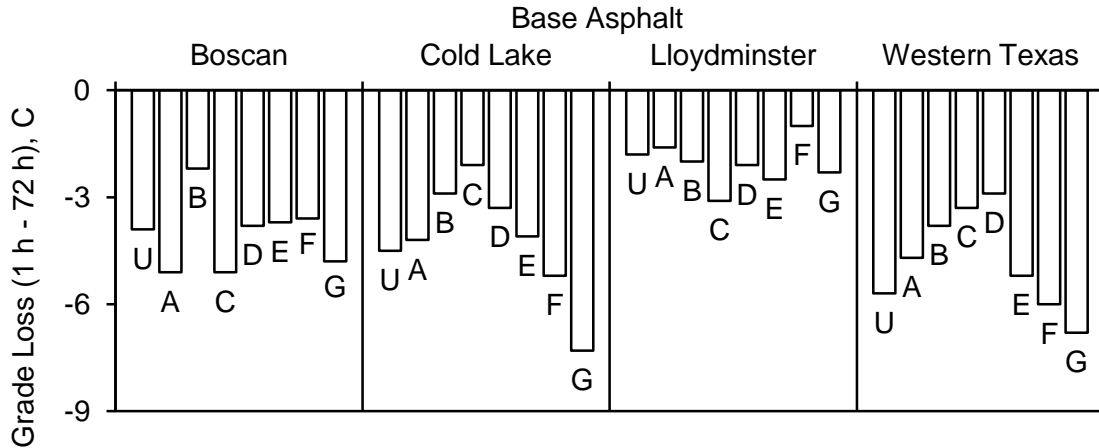 Base Asphalt
Boscan Cold Lake Lloydminster Western Texas
Grade Loss (1 h - 72 h), C
0
-3
-6
-9
U A B C D E F G
U A B C D E F G
U A B C D E F G
U A B C D E F G